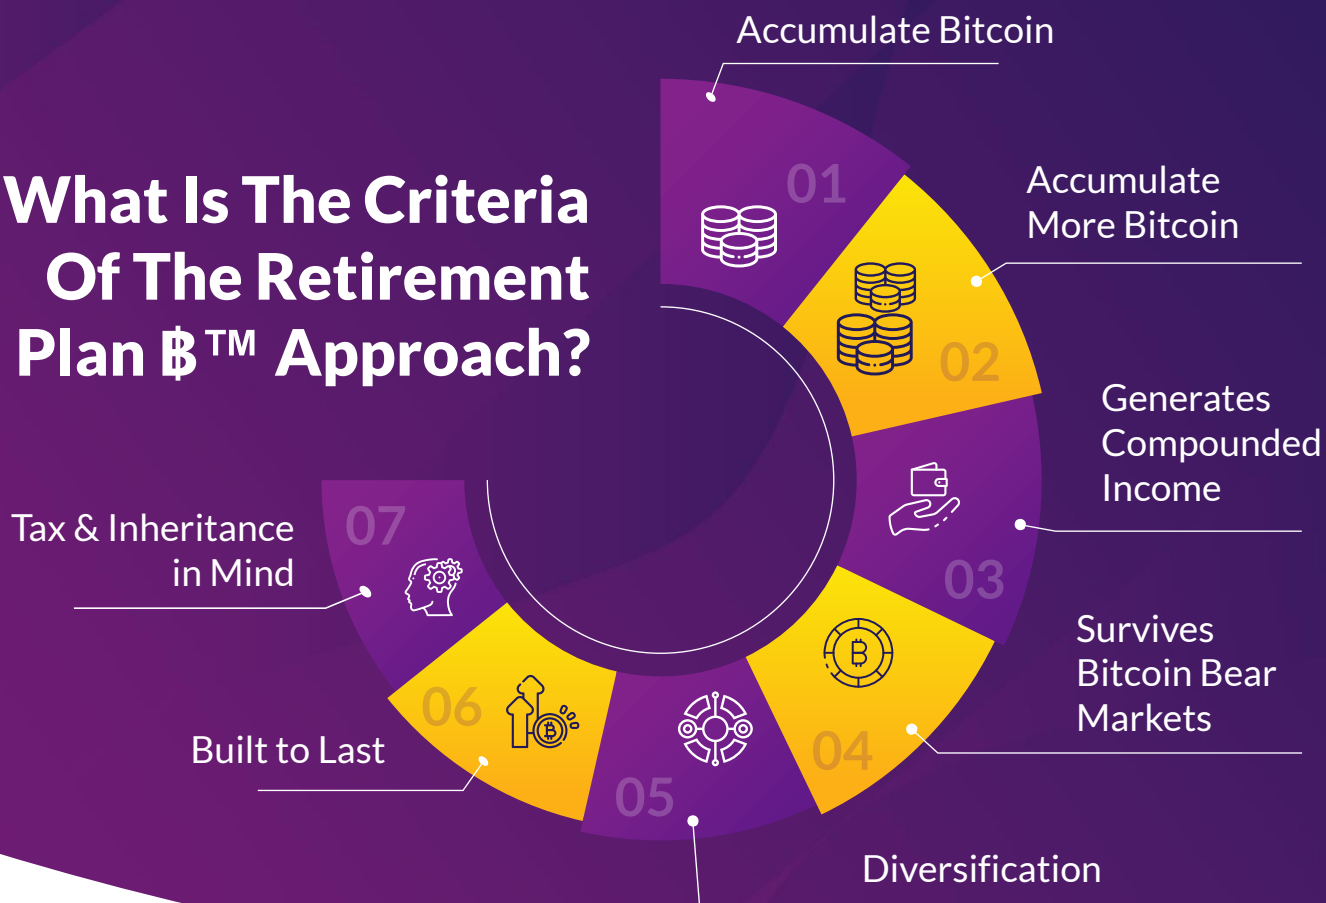 What Is The Criteria
Of The Retirement
Plan ฿™ Approach?
01
Accumulate Bitcoin
02
Accumulate
More Bitcoin
03
Generates
Compounded
Income
04
Survives
Bitcoin Bear
Markets
05
Diversification
06
Built to Last
07
Tax & Inheritance
in Mind